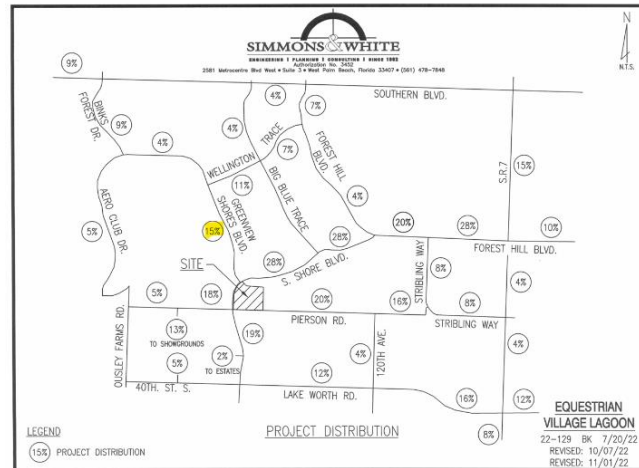 SIMMONS & WHITE
ENGINEERING | PLANNING | CONSULTING | SINCE 1982
Authorization No. 3452
2581 Metrocentre Blvd West • Suite 3 • West Palm Beach, Florida 33407 • (561) 478-7848
N
N.T.S.
9%
SOUTHERN BLVD.
4%
7%
BINKS
FOREST DR.
9%
4%
4%
WELLINGTON TRACE
7%
FOREST HILL
BLVD.
15%
S.R.7
11%
BIG BLUE TRACE
4%
AERO CLUB DR.
5%
15%
GREENVIEW
SHORES BLVD.
20%
28%
10%
FOREST HILL BLVD.
28%
28%
S. SHORE BLVD.
STRIBLING WAY
8%
4%
SITE
5%
18%
20%
16%
8%
PIERSON RD.
STRIBLING WAY
OUSLEY FARMS RD.
13%
TO SHOWGROUNDS
19%
120TH AVE.
4%
4%
5%
2%
TO ESTATES
12%
40TH. ST. S.
LAKE WORTH RD.
16%
12%
8%
LEGEND
15% PROJECT DISTRIBUTION
PROJECT DISTRIBUTION
EQUESTRIAN
VILLAGE LAGOON
22-129 BK 7/20/22
REVISED: 10/07/22
REVISED: 11/01/22